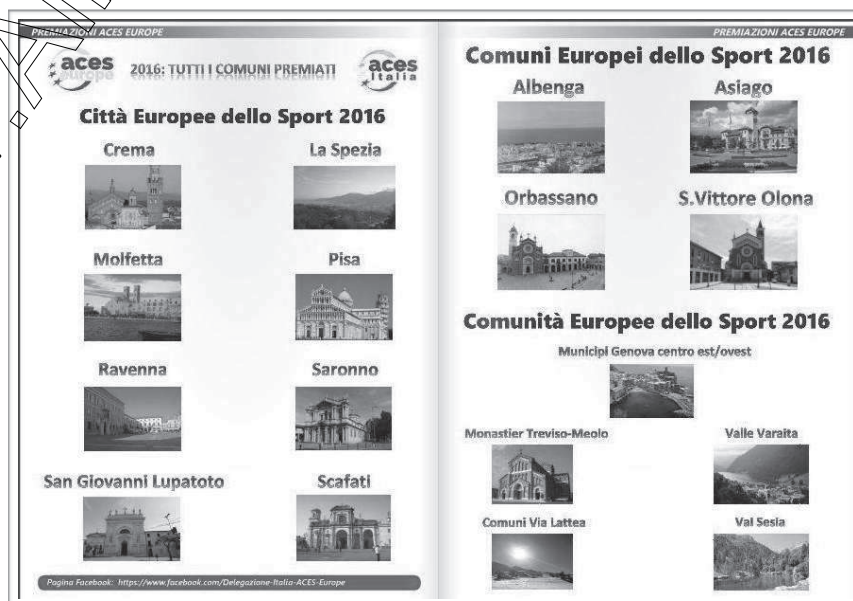 PREMIAZIONI ACES EUROPE
aces
europe
2016: TUTTI I COMUNI PREMIATI
aces
Italia
Città Europee dello Sport 2016
Crema
La Spezia
Molfetta
Pisa
Ravenna
Saronno
San Giovanni Lupatoto
Scafati
Pagina Facebook: https://www.facebook.com/Delegazione-Italia-ACES-Europe
PREMIAZIONI ACES EUROPE
Comuni Europei dello Sport 2016
Albenga
Asiago
Orbassano
S.Vittore Olona
Comunità Europee dello Sport 2016
Municipi Genova centro est/ovest
Monastier Treviso-Meolo
Valle Varaita
Comuni Via Lattea
Val Sesia